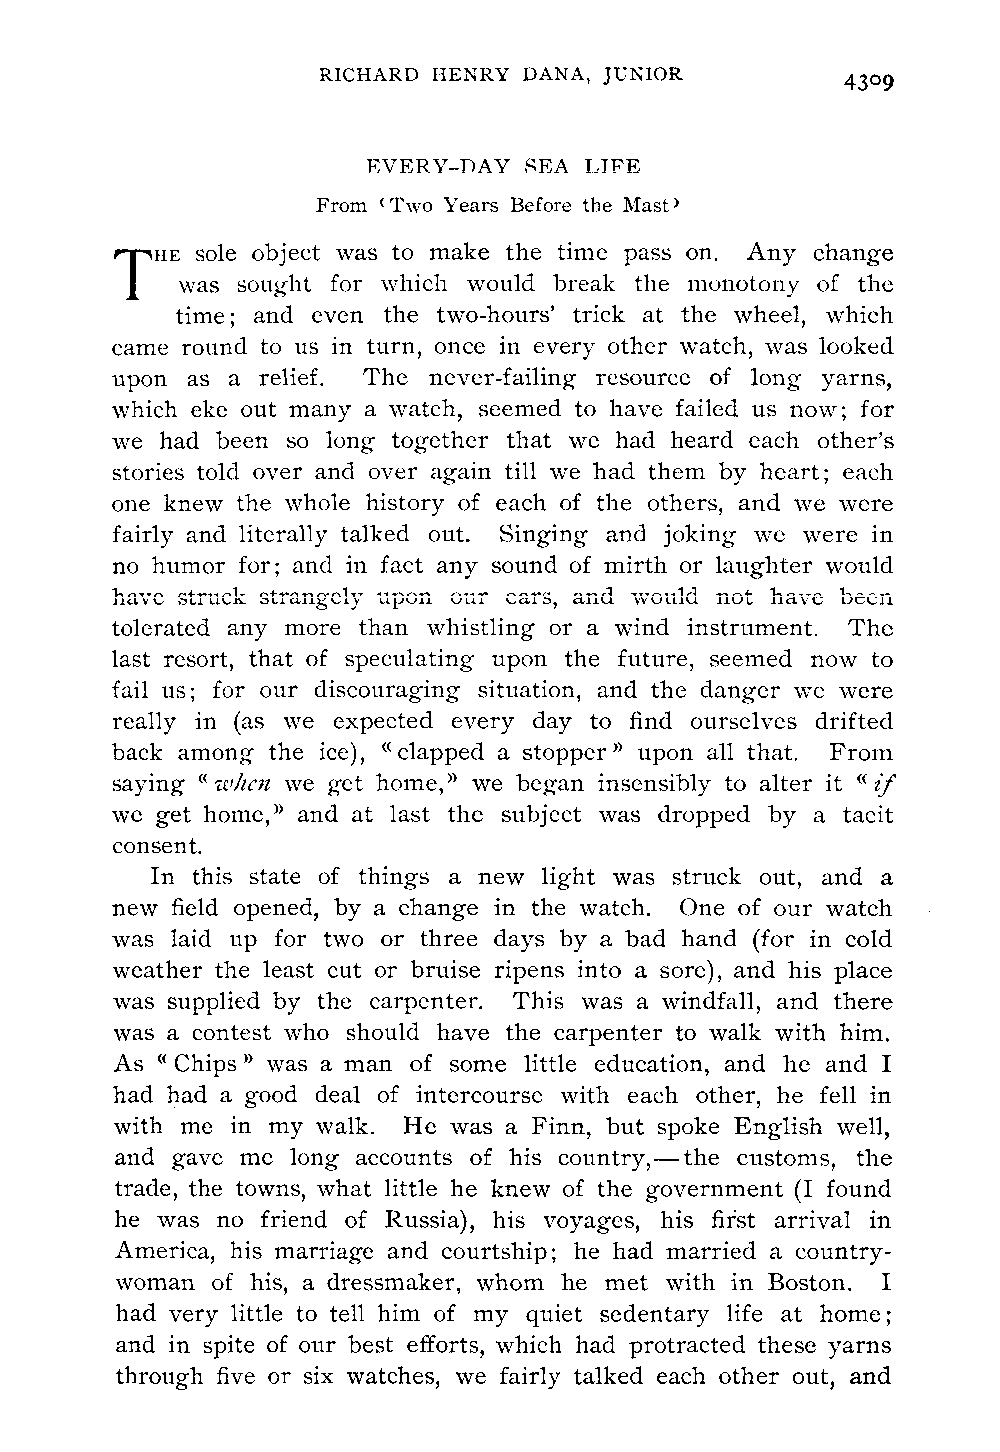 RICHARD HENRY DANA, JUNIOR
4309
EVERY-DAY SEA LIFE
From ‹Two Years Before the Mast›
THE sole object was to make the time pass on. Any change
was sought for which would break the monotony of the
time; and even the two-hours' trick at the wheel, which
came round to us in turn, once in every other watch, was looked
upon as a relief. The never-failing resource of long yarns,
which eke out many a watch, seemed to have failed us now; for
we had been so long together that we had heard each other's
stories told over and over again till we had them by heart; each
one knew the whole history of each of the others, and we were
fairly and literally talked out. Singing and joking we were in
no humor for; and in fact any sound of mirth or laughter would
have struck strangely upon our ears, and would not have been
tolerated any more than whistling or a wind instrument. The
last resort, that of speculating upon the future, seemed now to
fail us; for our discouraging situation, and the danger we were
really in (as we expected every day to find ourselves drifted
back among the ice), «clapped a stopper» upon all that. From
saying «when we get home,» we began insensibly to alter it «if
we get home,» and at last the subject was dropped by a tacit
consent.
In this state of things a new light was struck out, and a
new field opened, by a change in the watch. One of our watch
was laid up for two or three days by a bad hand (for in cold
weather the least cut or bruise ripens into a sore), and his place
was supplied by the carpenter. This was a windfall, and there
was a contest who should have the carpenter to walk with him.
As «Chips» was a man of some little education, and he and I
had had a good deal of intercourse with each other, he fell in
with me in my walk. He was a Finn, but spoke English well,
and gave me long accounts of his country,—the customs, the
trade, the towns, what little he knew of the government (I found
he was no friend of Russia), his voyages, his first arrival in
America, his marriage and courtship; he had married a country-
woman of his, a dressmaker, whom he met with in Boston. I
had very little to tell him of my quiet sedentary life at home;
and in spite of our best efforts, which had protracted these yarns
through five or six watches, we fairly talked each other out, and